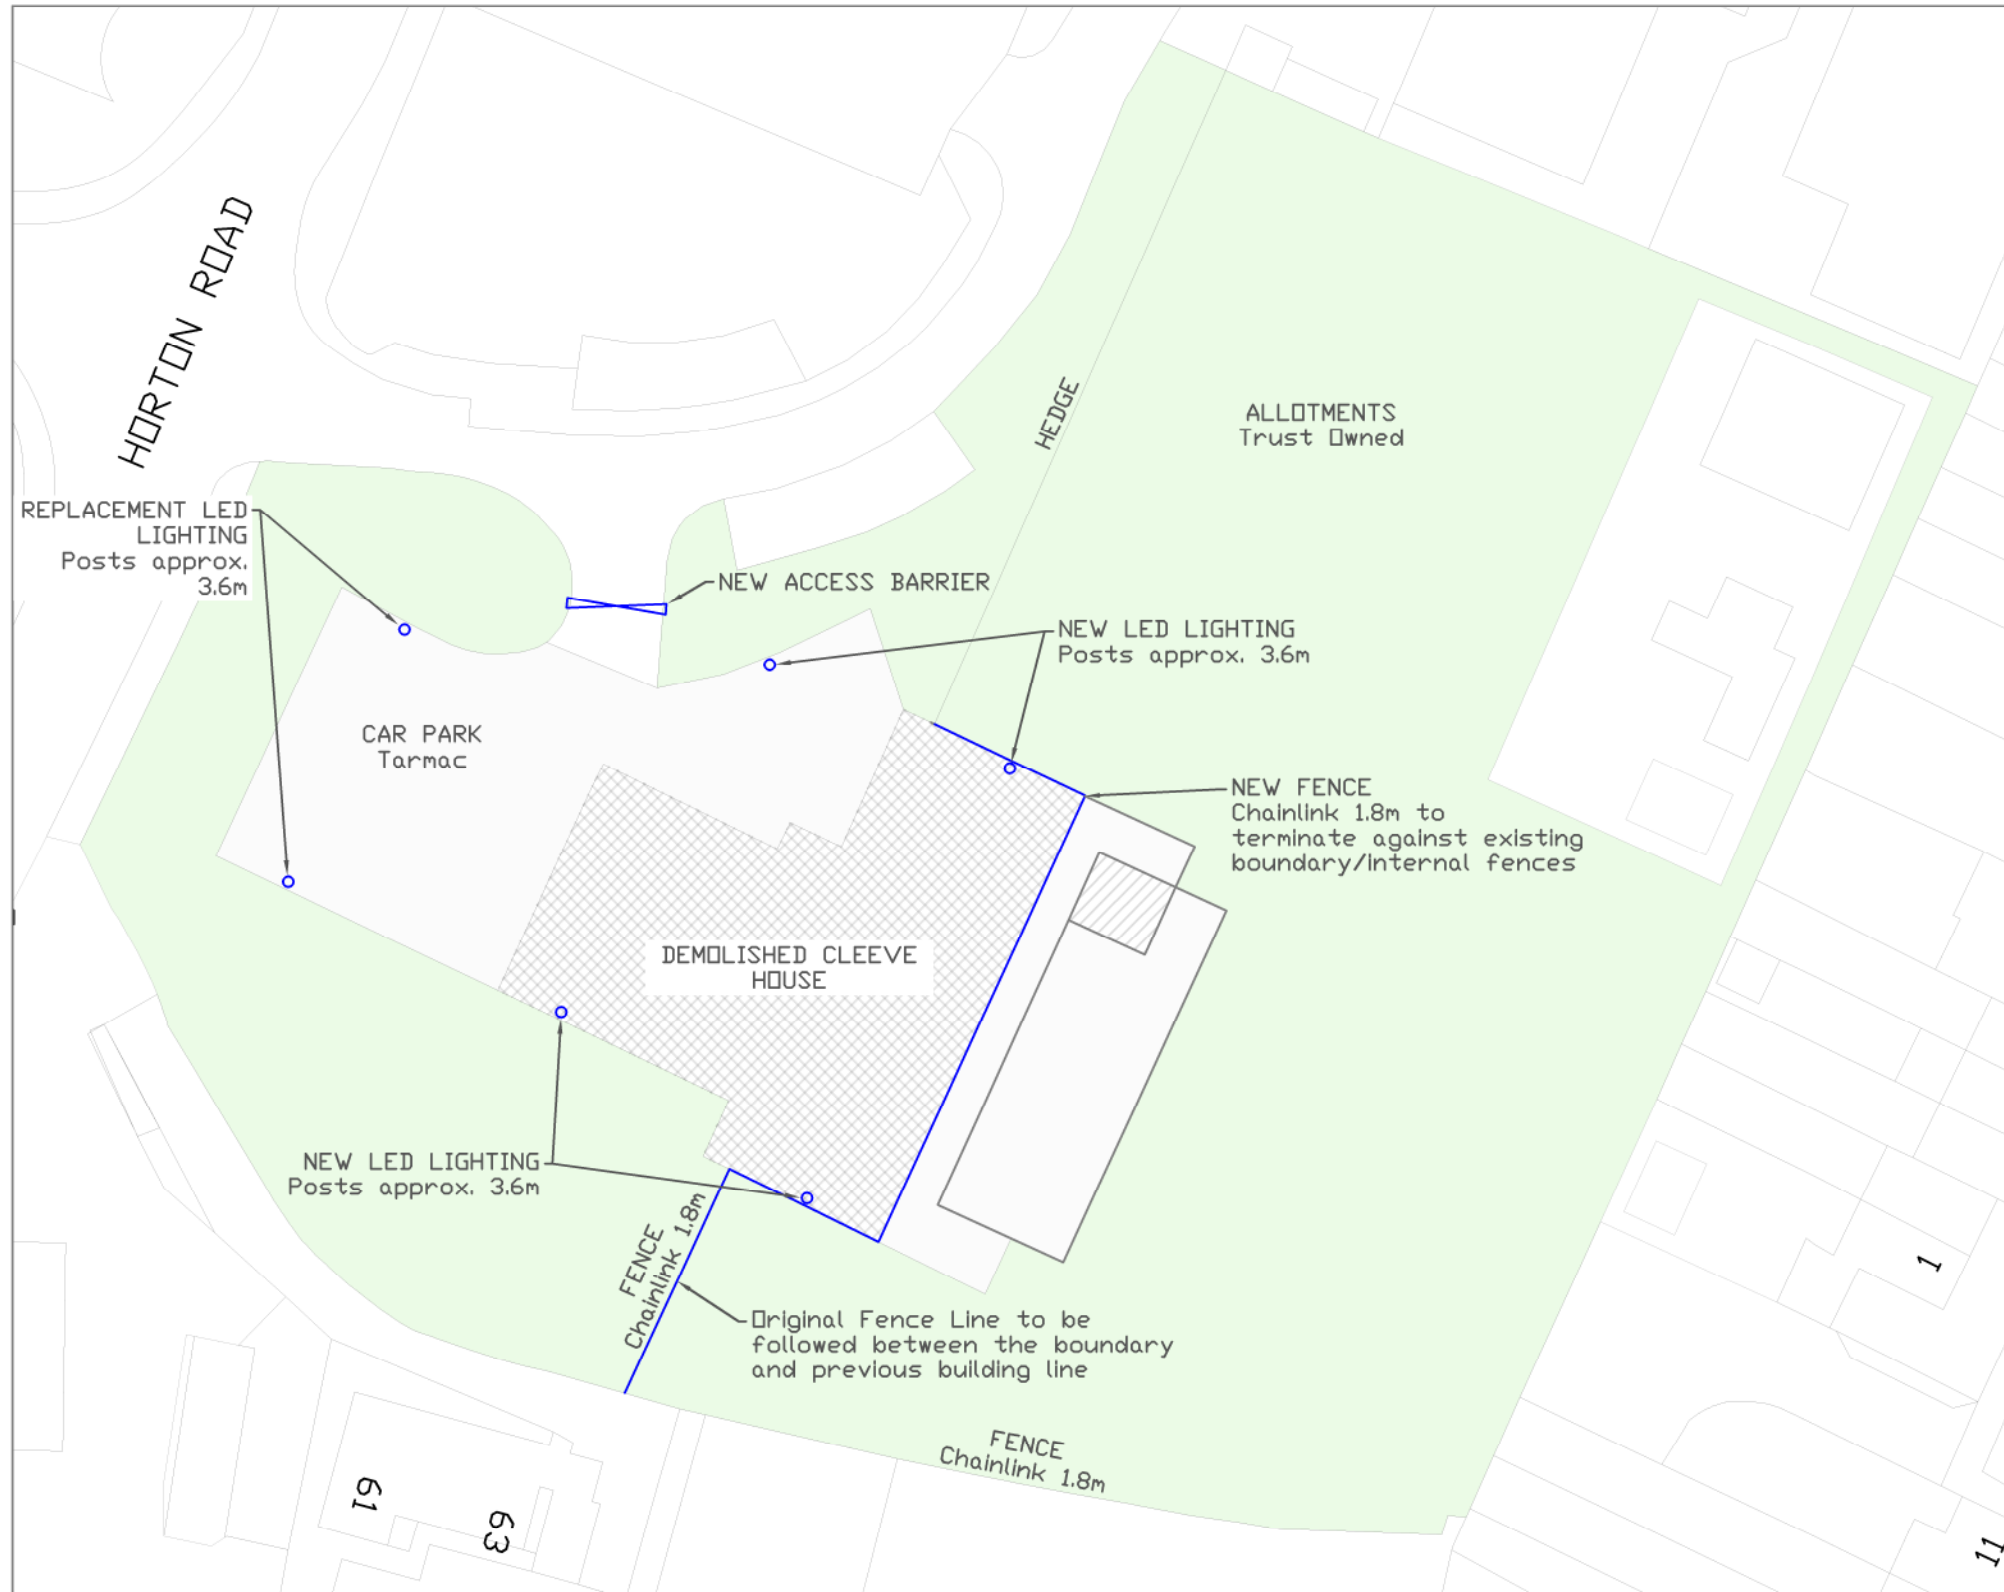 HORTON ROAD
HEDGE
ALLOTMENTS
Trust Owned
REPLACEMENT LED
LIGHTING
Posts approx.
3.6m
NEW ACCESS BARRIER
NEW LED LIGHTING
Posts approx. 3.6m
CAR PARK
Tarmac
NEW FENCE
Chainlink 1.8m to
terminate against existing
boundary/internal fences
DEMOLISHED CLEEVE
HOUSE
NEW LED LIGHTING
Posts approx. 3.6m
FENCE
Chainlink 1.8m
Original Fence Line to be
followed between the boundary
and previous building line
FENCE
Chainlink 1.8m
1
61
63
11